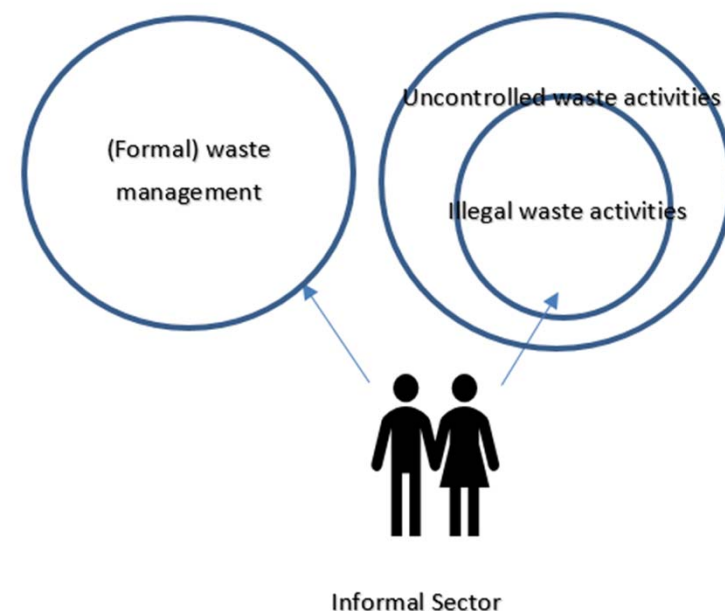 (Formal) waste
management
Uncontrolled waste activities
Illegal waste activities
Informal Sector